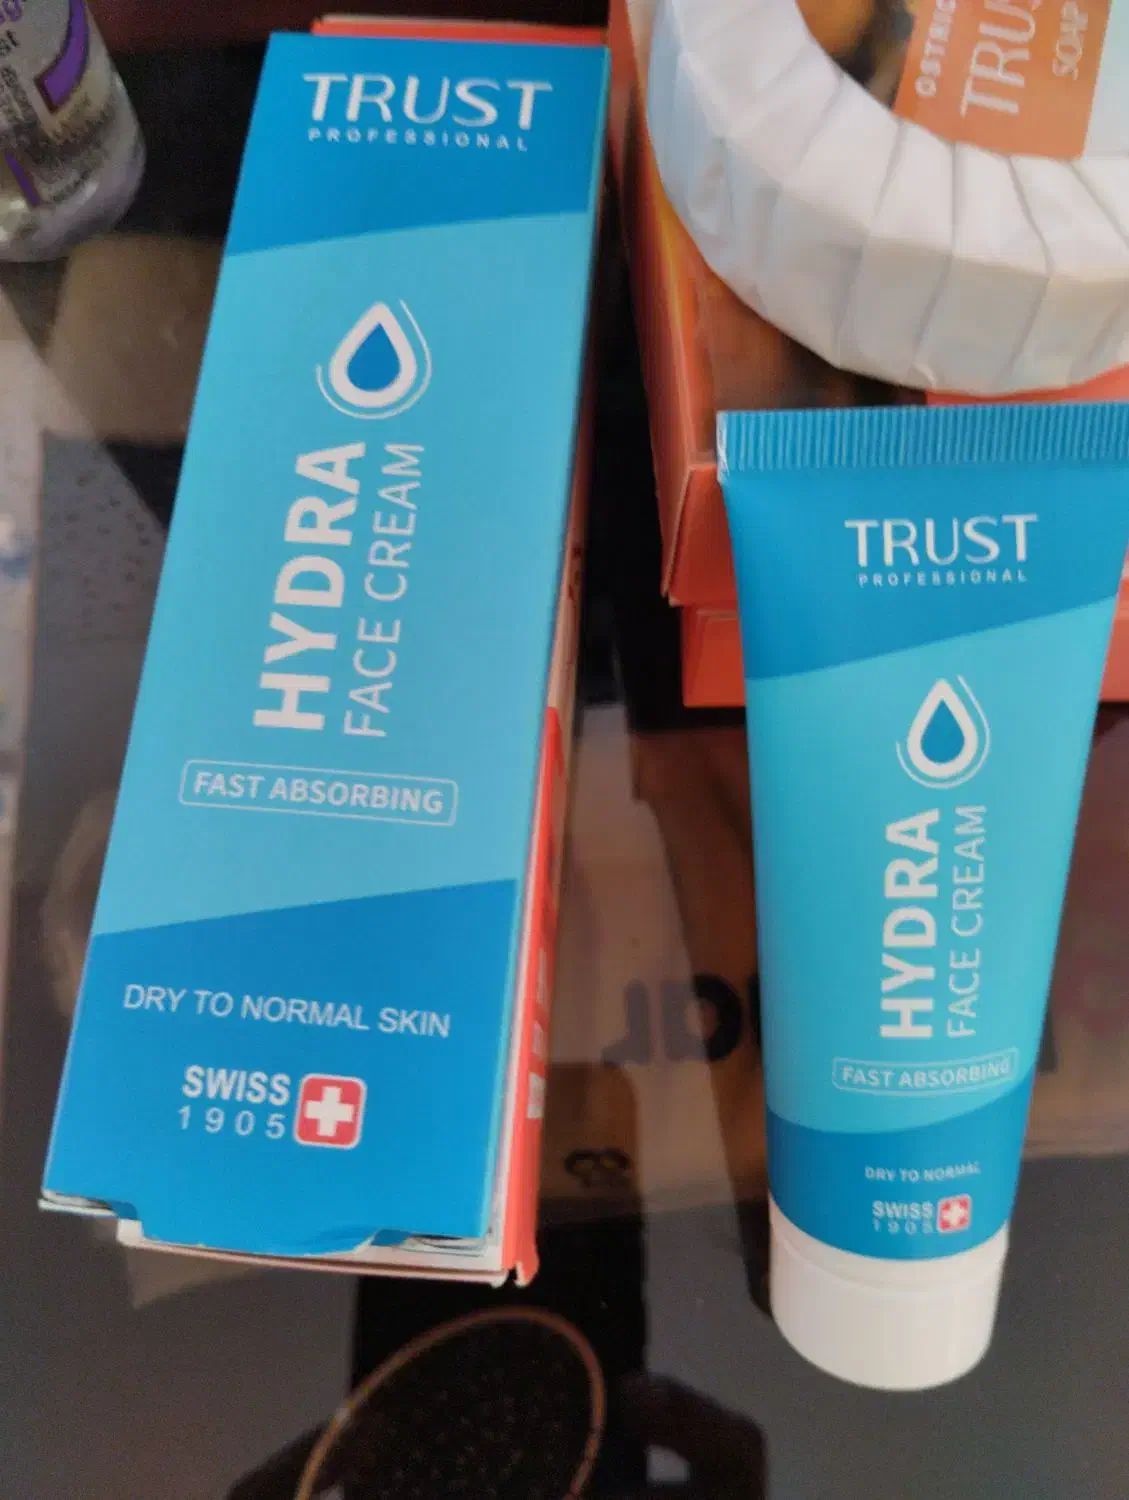 TRUST
PROFESSIONAL
HYDRA
FACE CREAM
FAST ABSORBING
DRY TO NORMAL SKIN
SWISS
1905
TRUST
PROFESSIONAL
HYDRA
FACE CREAM
FAST ABSORBING
DRY TO NORMAL
SWISS
1905
SOAP